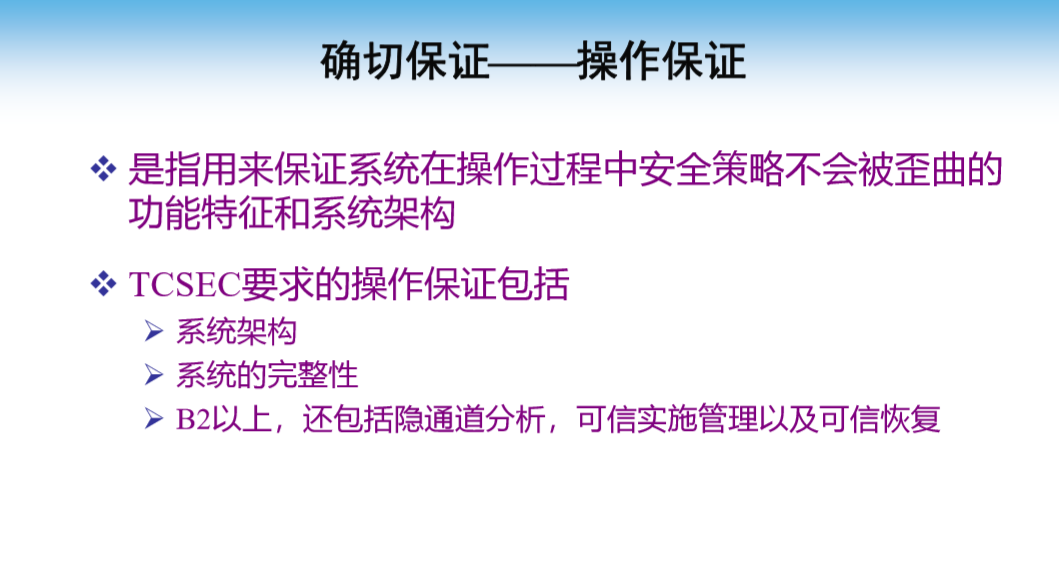 确切保证——操作保证
是指用来保证系统在操作过程中安全策略不会被歪曲的
功能特征和系统架构
TCSEC要求的操作保证包括
系统架构
系统的完整性
B2以上，还包括隐通道分析，可信实施管理以及可信恢复